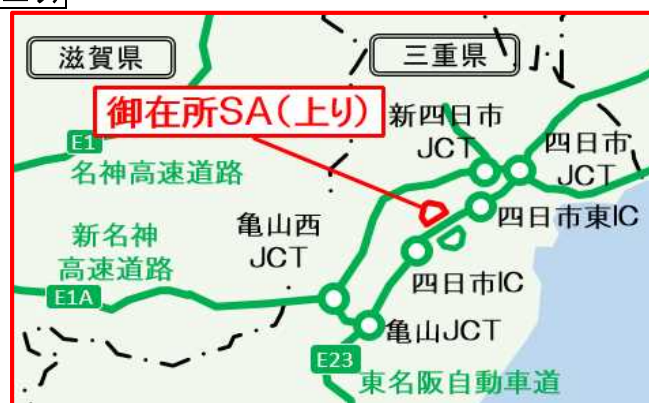 滋賀県
三重県
御在所SA(上り)
新四日市
JCT
四日市
JCT
E1
名神高速道路
四日市東IC
亀山西
JCT
新名神
高速道路
四日市IC
E1A
亀山JCT
E23
東名阪自動車道